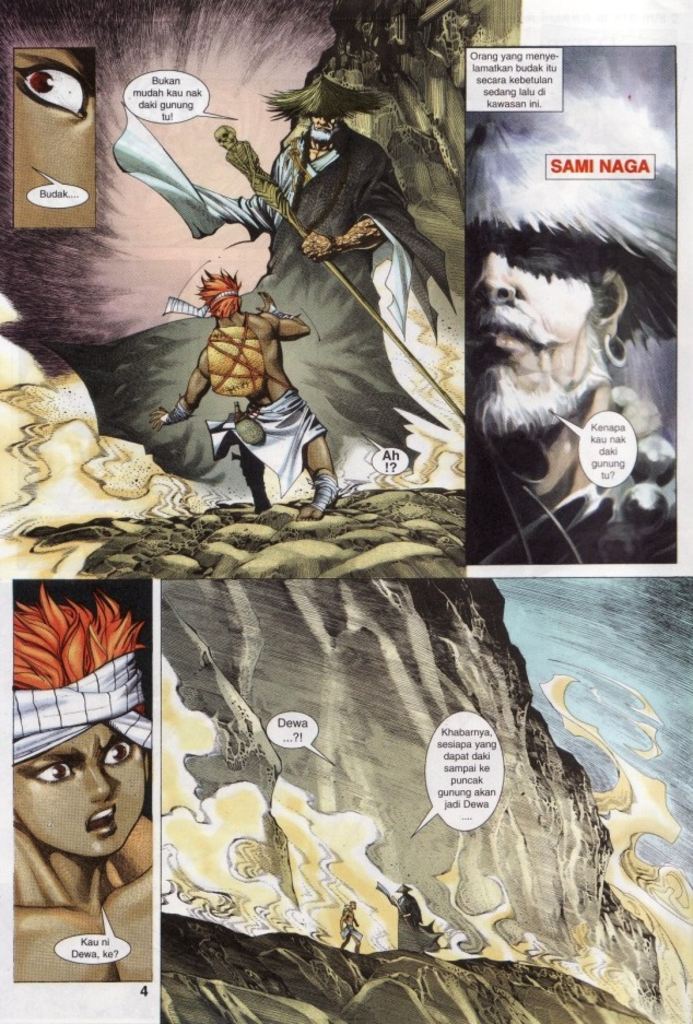 Budak....
Bukan
mudah kau nak
daki gunung
tu!
Ah
!?
Orang yang menye-
lamatkan budak itu
secara kebetulan
sedang lalu di
kawasan ini.
SAMI NAGA
Kenapa
kau nak
daki
gunung
tu?
Kau ni
Dewa, ke?
Dewa
...?!
Khabarnya,
sesiapa yang
dapat daki
sampai ke
puncak
gunung akan
jadi Dewa
....
4